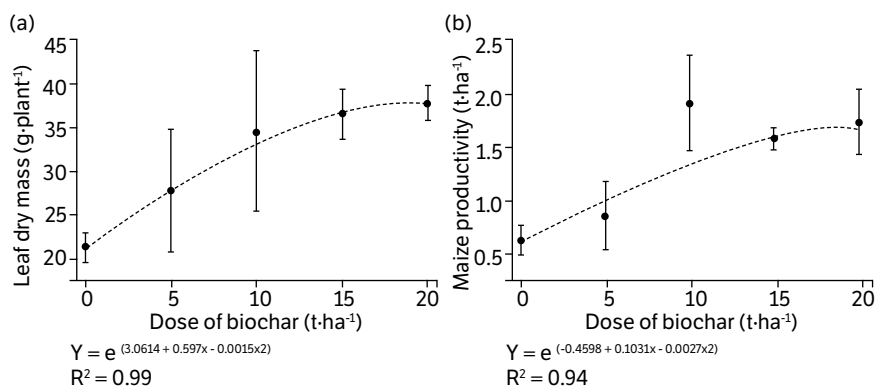 (a)
Leaf dry mass (g·plant⁻¹)
45
40
35
30
25
20
0 5 10 15 20
Dose of biochar (t·ha⁻¹)
Y = e (3.0614 + 0.597x - 0.0015x2)
R² = 0.99
(b)
Maize productivity (t·ha⁻¹)
2.5
2.0
1.5
1.0
0.5
0 5 10 15 20
Dose of biochar (t·ha⁻¹)
Y = e (-0.4598 + 0.1031x - 0.0027x2)
R² = 0.94